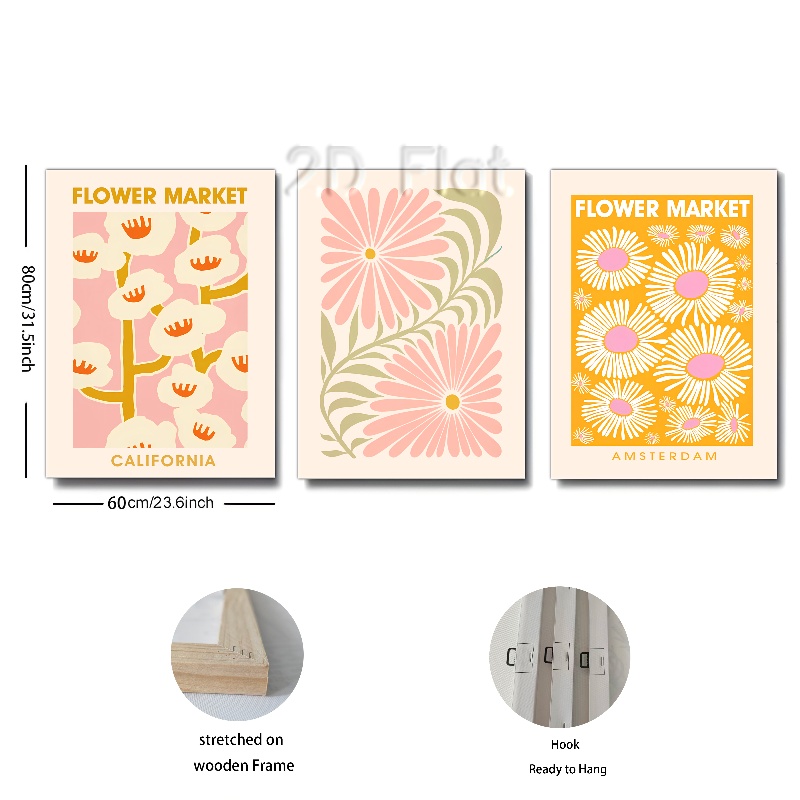 2D Flat
FLOWER MARKET
CALIFORNIA
FLOWER MARKET
AMSTERDAM
80cm/31.5inch
60cm/23.6inch
stretched on
wooden Frame
Hook
Ready to Hang